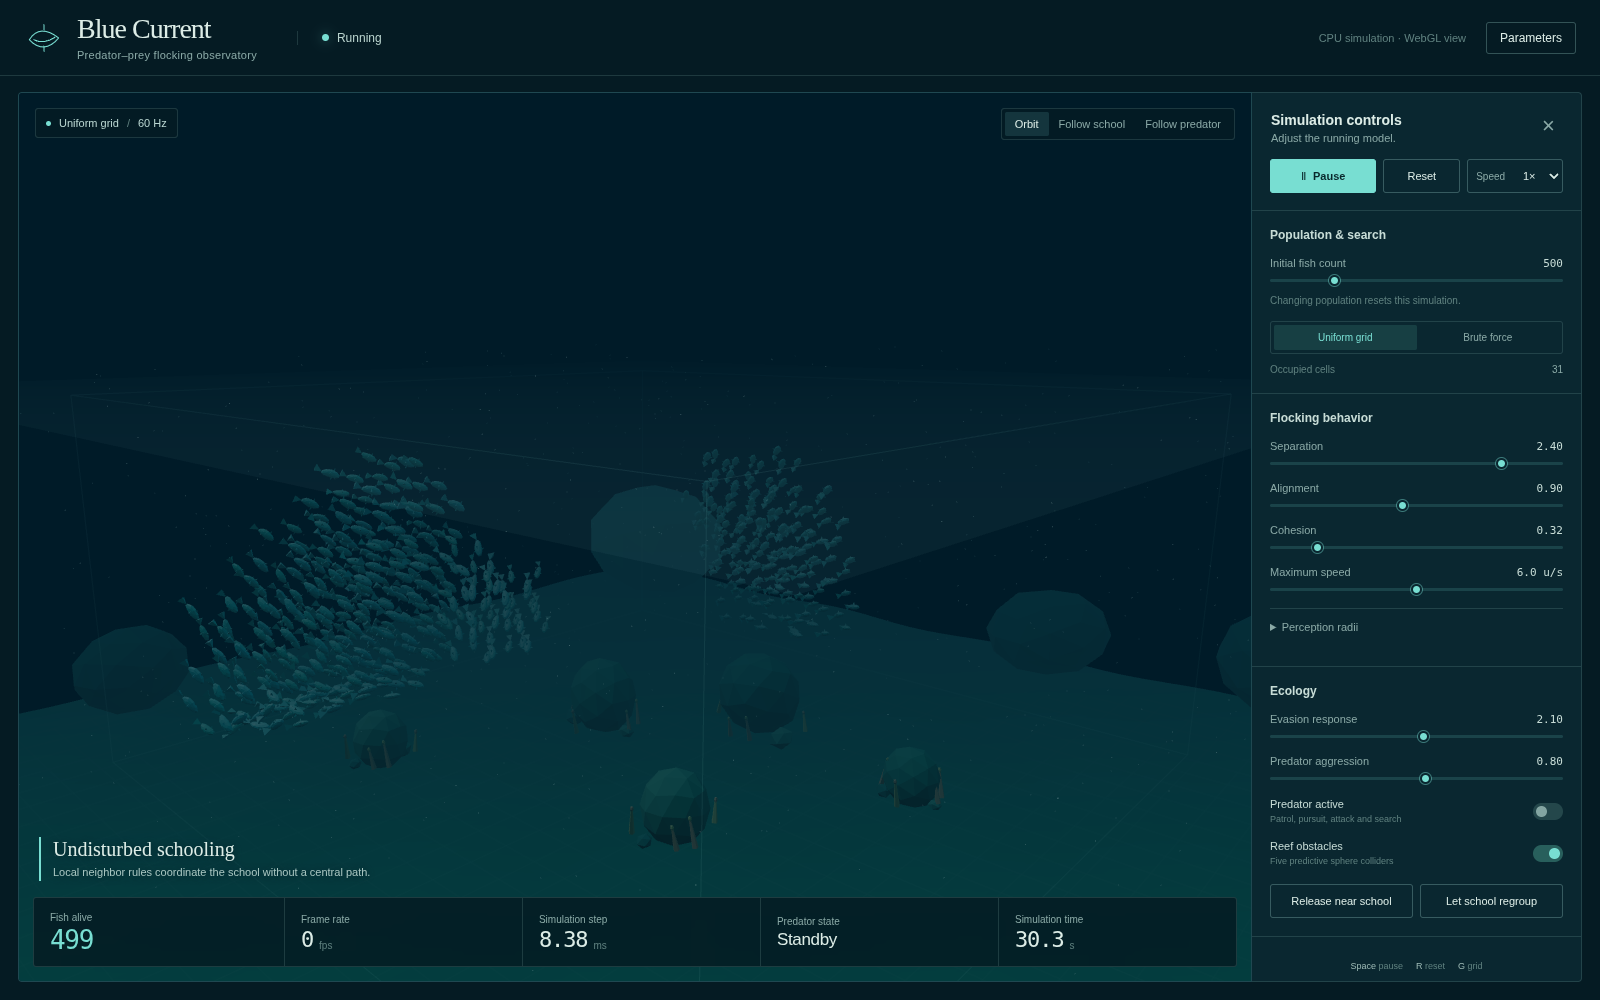 Blue Current
Predator–prey flocking observatory
Running
CPU simulation · WebGL view
Parameters
Uniform grid / 60 Hz
Orbit
Follow school
Follow predator
Simulation controls
Adjust the running model.
Pause
Reset
Speed 1×
Population & search
Initial fish count 500
Changing population resets this simulation.
Uniform grid
Brute force
Occupied cells 31
Flocking behavior
Separation 2.40
Alignment 0.90
Cohesion 0.32
Maximum speed 6.0 u/s
Perception radii
Ecology
Evasion response 2.10
Predator aggression 0.80
Predator active
Patrol, pursuit, attack and search
Reef obstacles
Five predictive sphere colliders
Release near school
Let school regroup
Space pause R reset G grid
Undisturbed schooling
Local neighbor rules coordinate the school without a central path.
Fish alive
499
Frame rate
0 fps
Simulation step
8.38 ms
Predator state
Standby
Simulation time
30.3 s